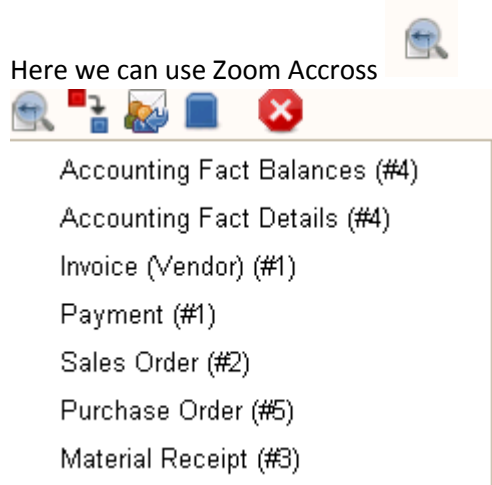 Here we can use Zoom Accross
Accounting Fact Balances (#4)
Accounting Fact Details (#4)
Invoice (Vendor) (#1)
Payment (#1)
Sales Order (#2)
Purchase Order (#5)
Material Receipt (#3)